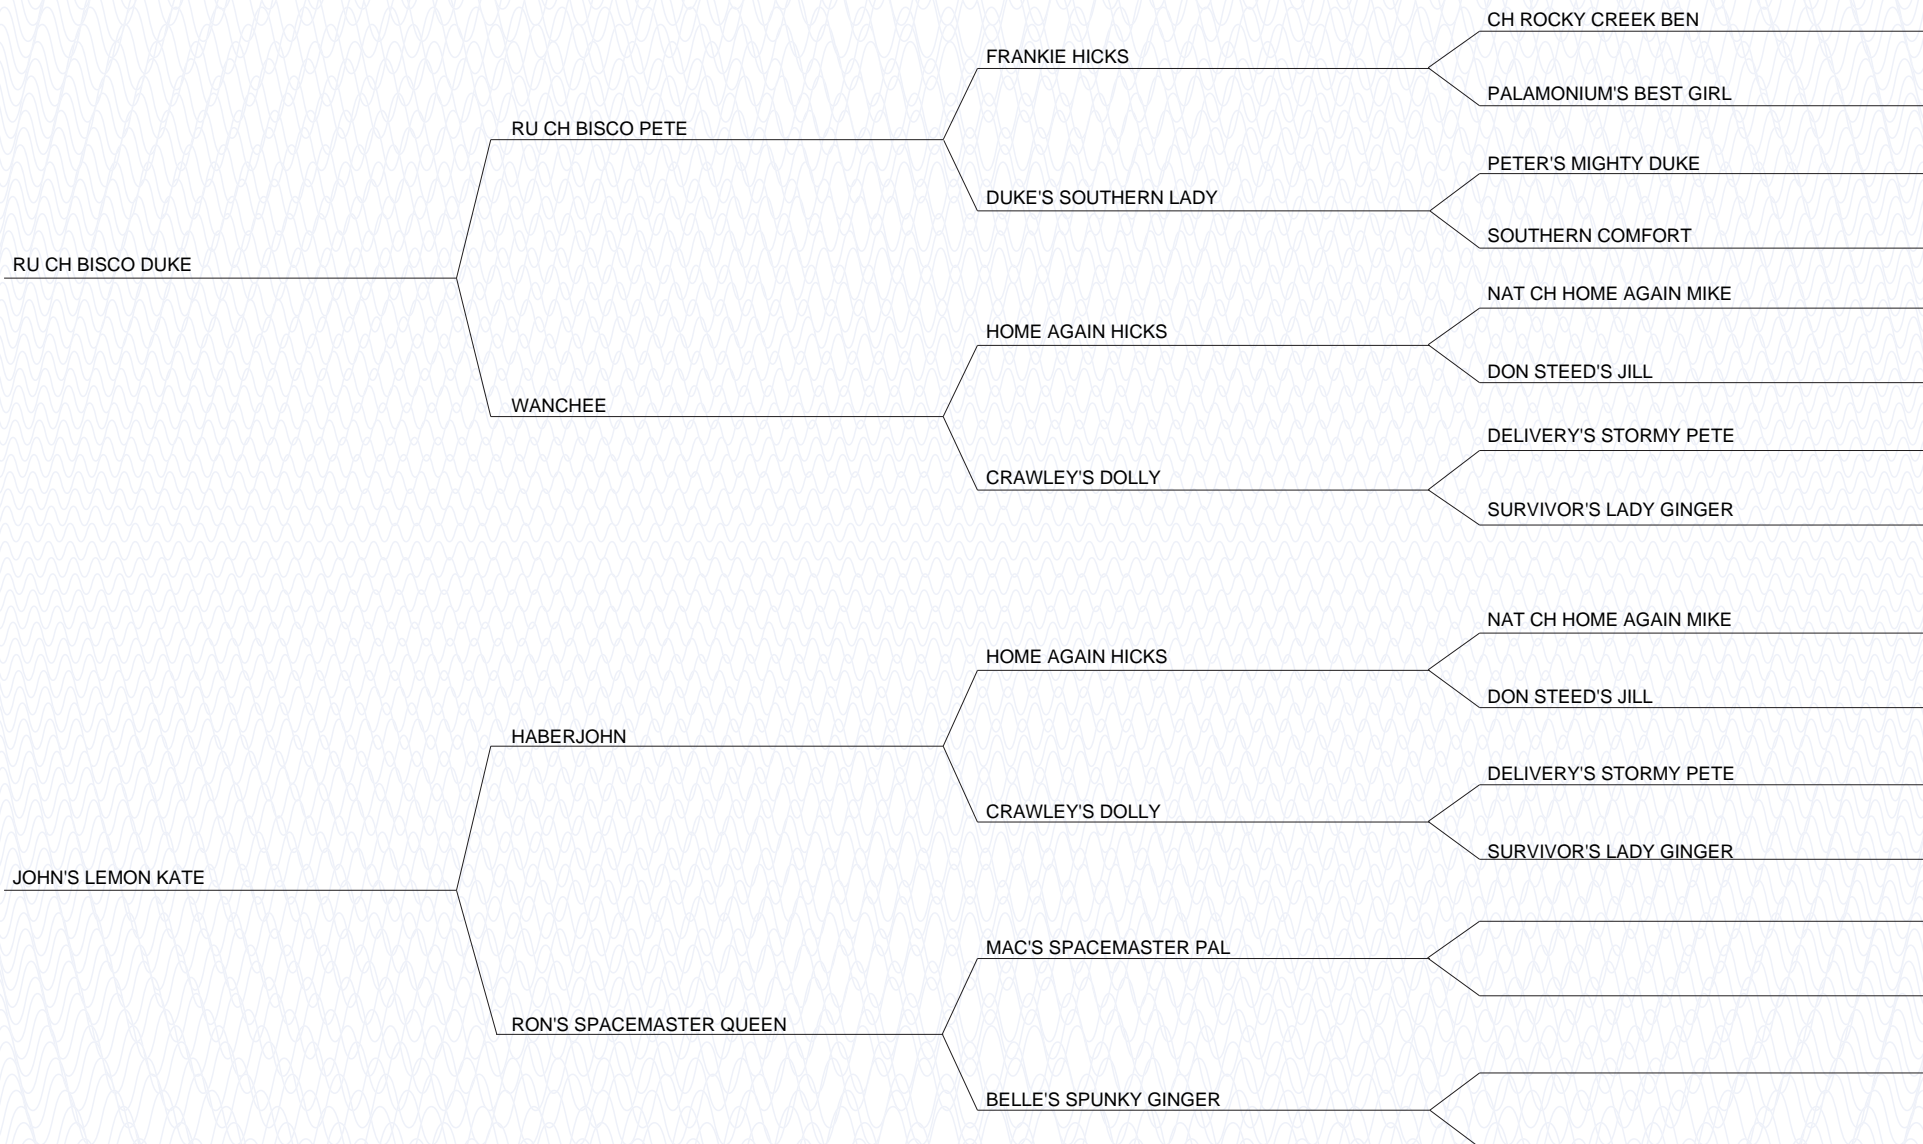 CH ROCKY CREEK BEN
FRANKIE HICKS
PALAMONIUM'S BEST GIRL
RU CH BISCO PETE
PETER'S MIGHTY DUKE
DUKE'S SOUTHERN LADY
SOUTHERN COMFORT
RU CH BISCO DUKE
NAT CH HOME AGAIN MIKE
HOME AGAIN HICKS
DON STEED'S JILL
WANCHEE
DELIVERY'S STORMY PETE
CRAWLEY'S DOLLY
SURVIVOR'S LADY GINGER
NAT CH HOME AGAIN MIKE
HOME AGAIN HICKS
DON STEED'S JILL
HABERJOHN
DELIVERY'S STORMY PETE
CRAWLEY'S DOLLY
SURVIVOR'S LADY GINGER
JOHN'S LEMON KATE
MAC'S SPACEMASTER PAL
RON'S SPACEMASTER QUEEN
BELLE'S SPUNKY GINGER